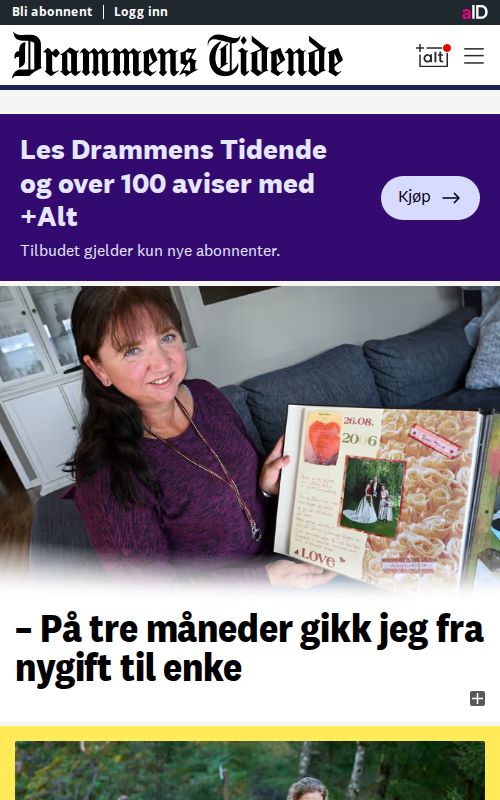 Bli abonnent
Logg inn
aID
Drammens Tidende
+alt
Les Drammens Tidende
og over 100 aviser med
+Alt
Kjøp
Tilbudet gjelder kun nye abonnenter.
26.08.
2006
LOVE
– På tre måneder gikk jeg fra
nygift til enke